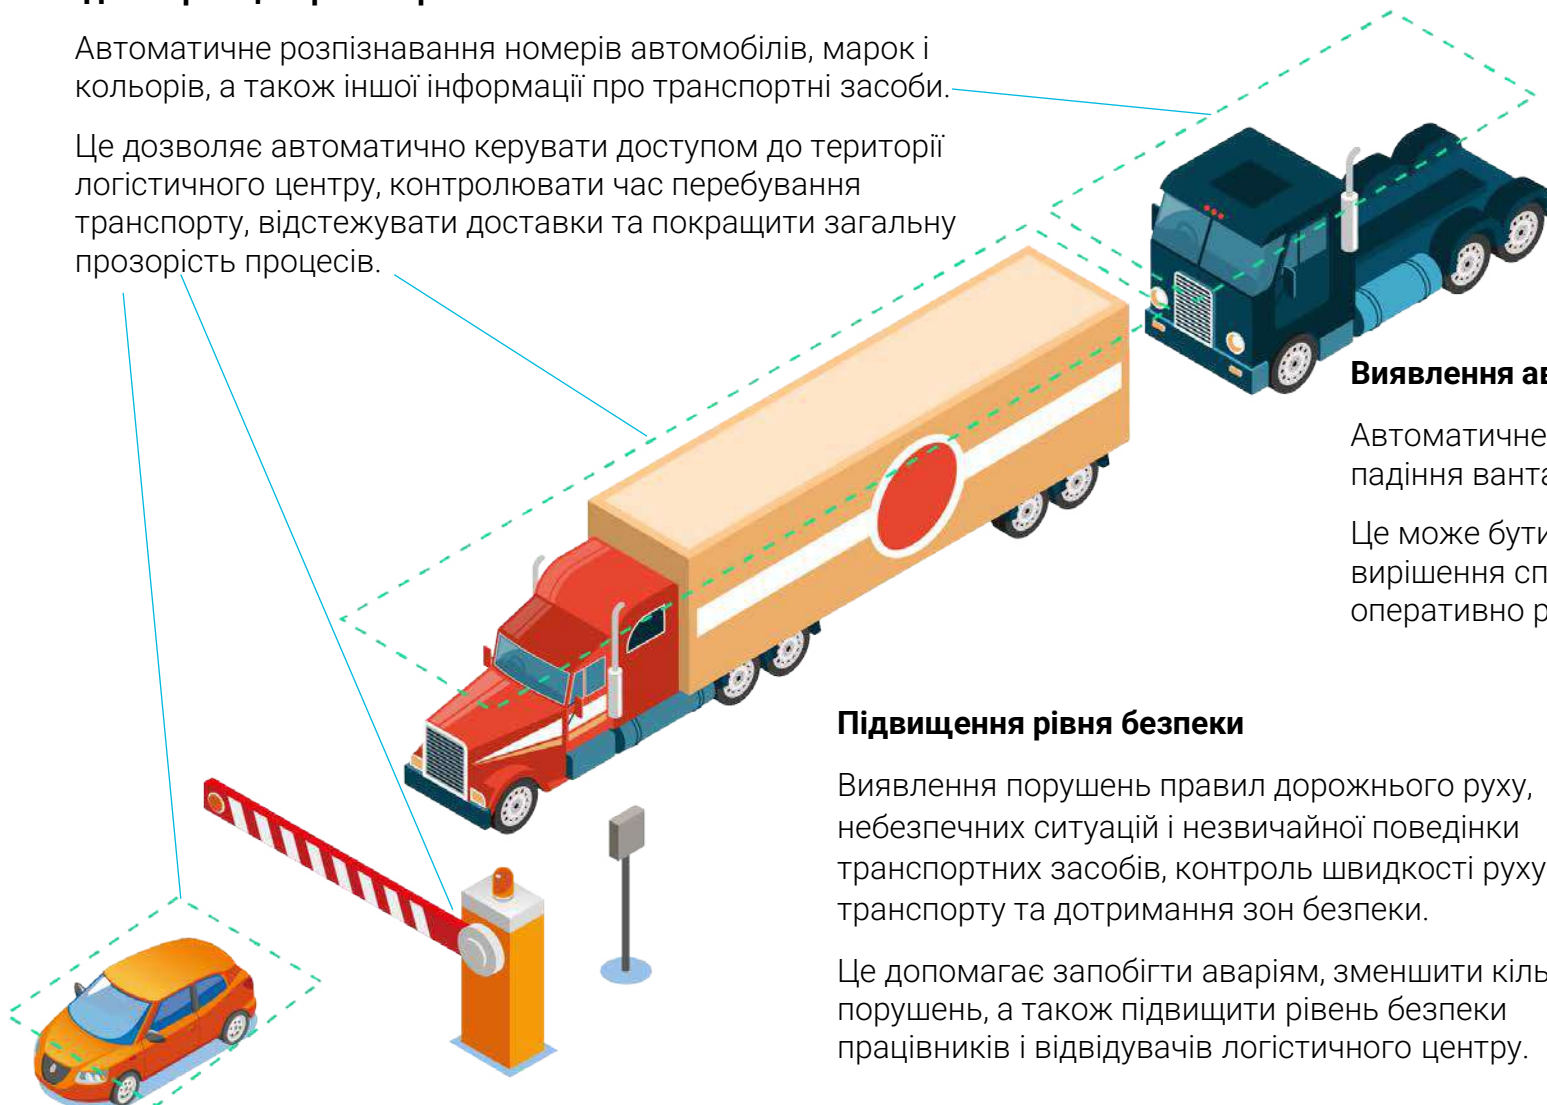 Автоматичне розпізнавання номерів автомобілів, марок і
кольорів, а також іншої інформації про транспортні засоби.
Це дозволяє автоматично керувати доступом до території
логістичного центру, контролювати час перебування
транспорту, відстежувати доставки та покращити загальну
прозорість процесів.
Виявлення
Автоматичне
падіння
Це може бути
вирішення
оперативно
Підвищення рівня безпеки
Виявлення порушень правил дорожнього руху,
небезпечних ситуацій і незвичайної поведінки
транспортних засобів, контроль швидкості руху
транспорту та дотримання зон безпеки.
Це допомагає запобігти аваріям, зменшити
порушень, а також підвищити рівень безпеки
працівників і відвідувачів логістичного центру.